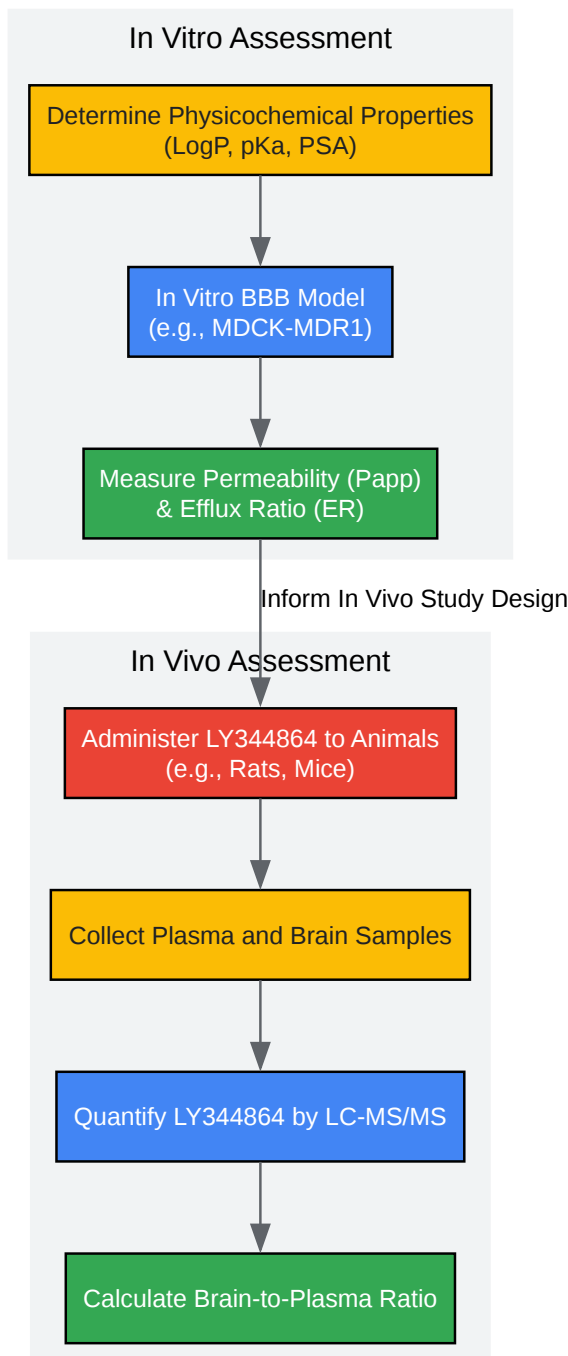 In Vitro Assessment
Determine Physicochemical Properties
(LogP, pKa, PSA)
In Vitro BBB Model
(e.g., MDCK-MDR1)
Measure Permeability (Papp)
& Efflux Ratio (ER)
Inform In Vivo Study Design
In Vivo Assessment
Administer LY344864 to Animals
(e.g., Rats, Mice)
Collect Plasma and Brain Samples
Quantify LY344864 by LC-MS/MS
Calculate Brain-to-Plasma Ratio